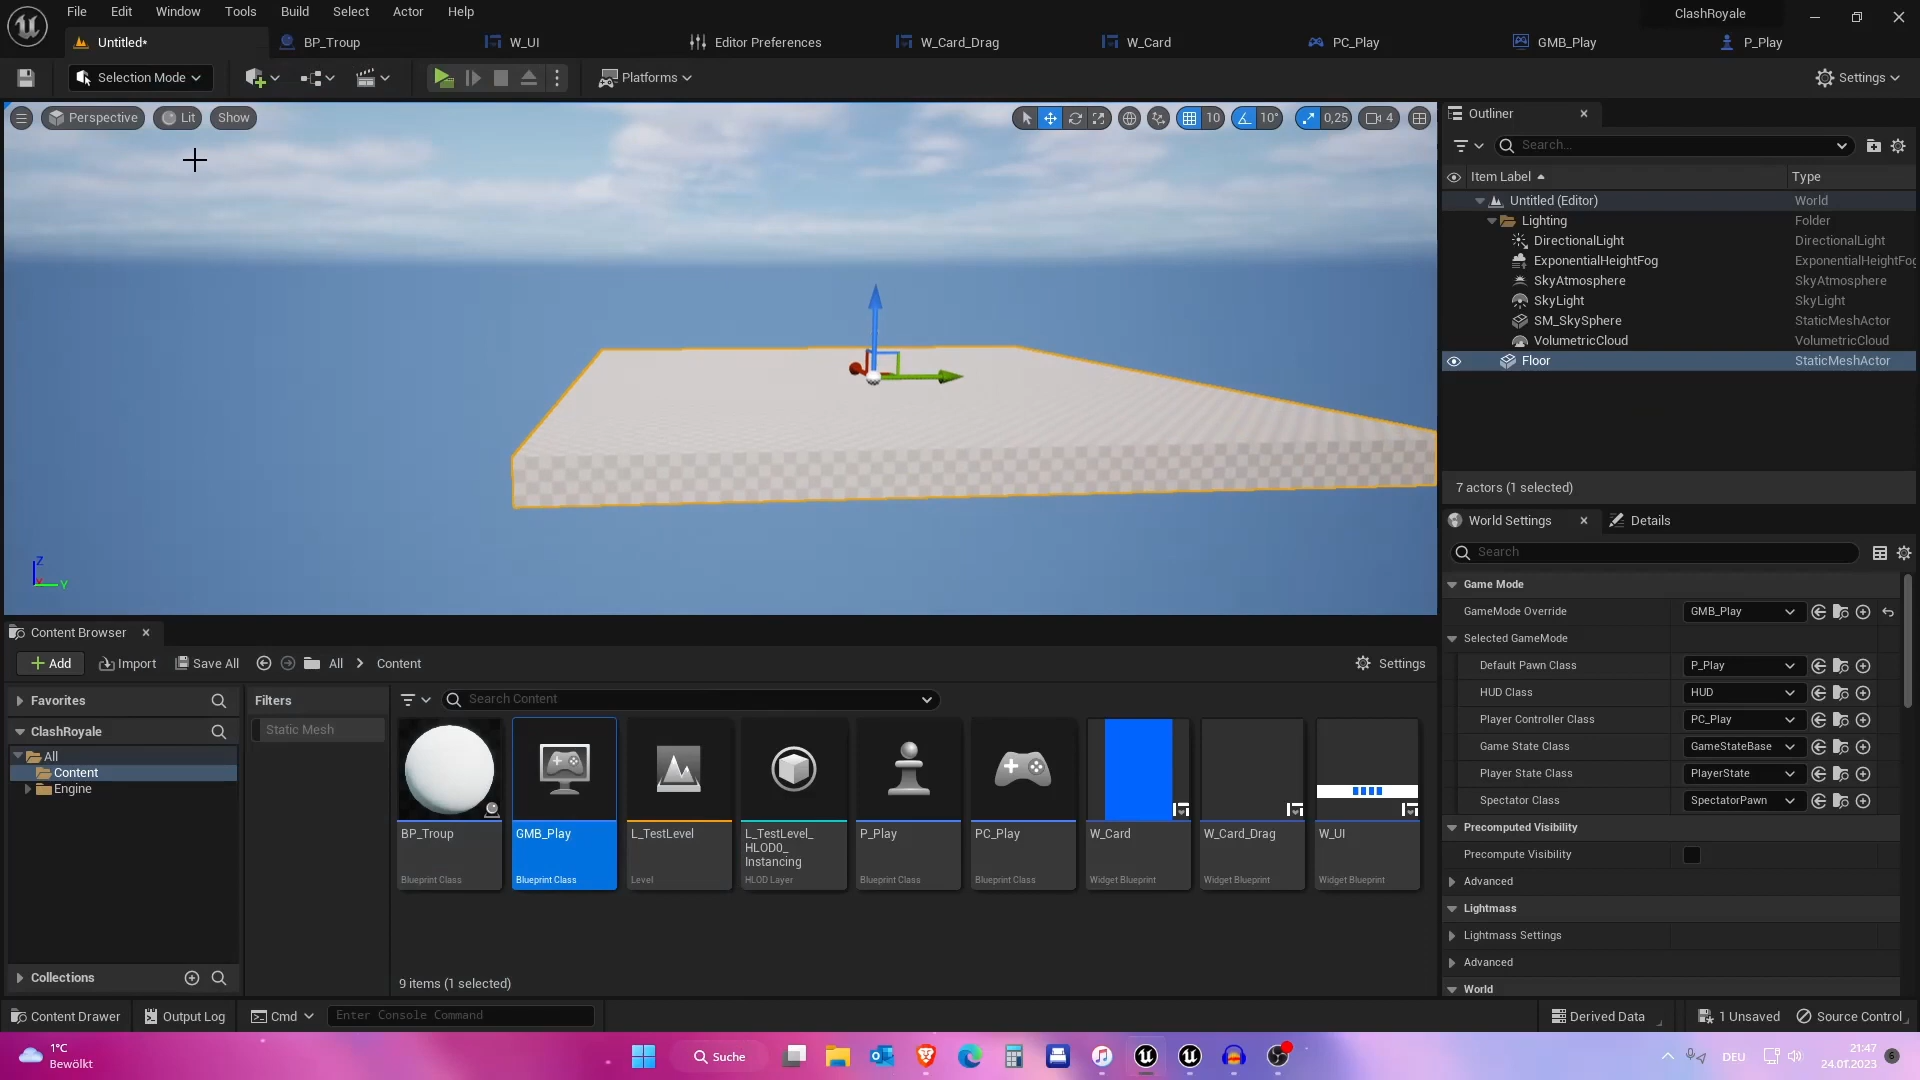 File Edit Window Tools Build Select Actor Help ClashRoyale
Untitled* BP_Troup W_UI Editor Preferences W_Card_Drag W_Card PC_Play GMB_Play P_Play
Selection Mode Platforms Settings
Perspective Lit Show 10 10° 0,25 4
Z
Y
Outliner
Search...
Item Label Type
Untitled (Editor) World
Lighting Folder
DirectionalLight DirectionalLight
ExponentialHeightFog ExponentialHeightFog
SkyAtmosphere SkyAtmosphere
SkyLight SkyLight
SM_SkySphere StaticMeshActor
VolumetricCloud VolumetricCloud
Floor StaticMeshActor
7 actors (1 selected)
World Settings Details
Search
Game Mode
GameMode Override GMB_Play
Selected GameMode
Default Pawn Class P_Play
HUD Class HUD
Player Controller Class PC_Play
Game State Class GameStateBase
Player State Class PlayerState
Spectator Class SpectatorPawn
Precomputed Visibility
Precompute Visibility
Advanced
Lightmass
Lightmass Settings
Advanced
World
Content Browser
Add Import Save All All Content Settings
Favorites
ClashRoyale
All
Content
Engine
Collections
Filters
Static Mesh
Search Content
BP_Troup
Blueprint Class
GMB_Play
Blueprint Class
L_TestLevel
Level
L_TestLevel_
HLOD0_
Instancing
HLOD Layer
P_Play
Blueprint Class
PC_Play
Blueprint Class
W_Card
Widget Blueprint
W_Card_Drag
Widget Blueprint
W_UI
Widget Blueprint
9 items (1 selected)
Content Drawer Output Log Cmd Enter Console Command Derived Data 1 Unsaved Source Control
1°C
Bewölkt
Suche
DEU
21:47
24.01.2023
6